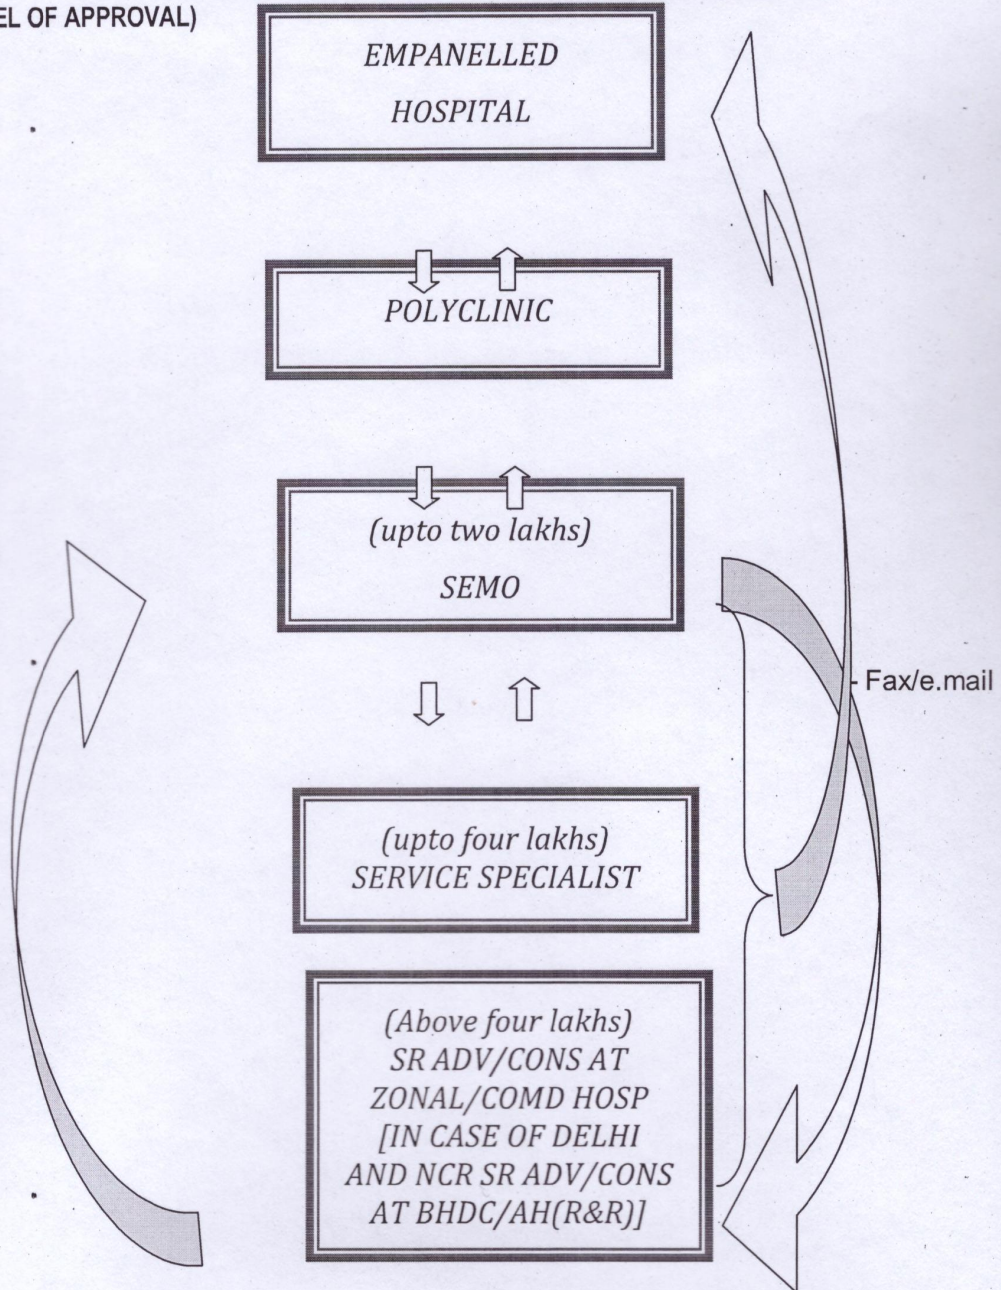 EL OF APPROVAL)
EMPANELLED
HOSPITAL
POLYCLINIC
(upto two lakhs)
SEMO
Fax/e.mail
(upto four lakhs)
SERVICE SPECIALIST
(Above four lakhs)
SR ADV/CONS AT
ZONAL/COMD HOSP
[IN CASE OF DELHI
AND NCR SR ADV/CONS
AT BHDC/AH(R&R)]